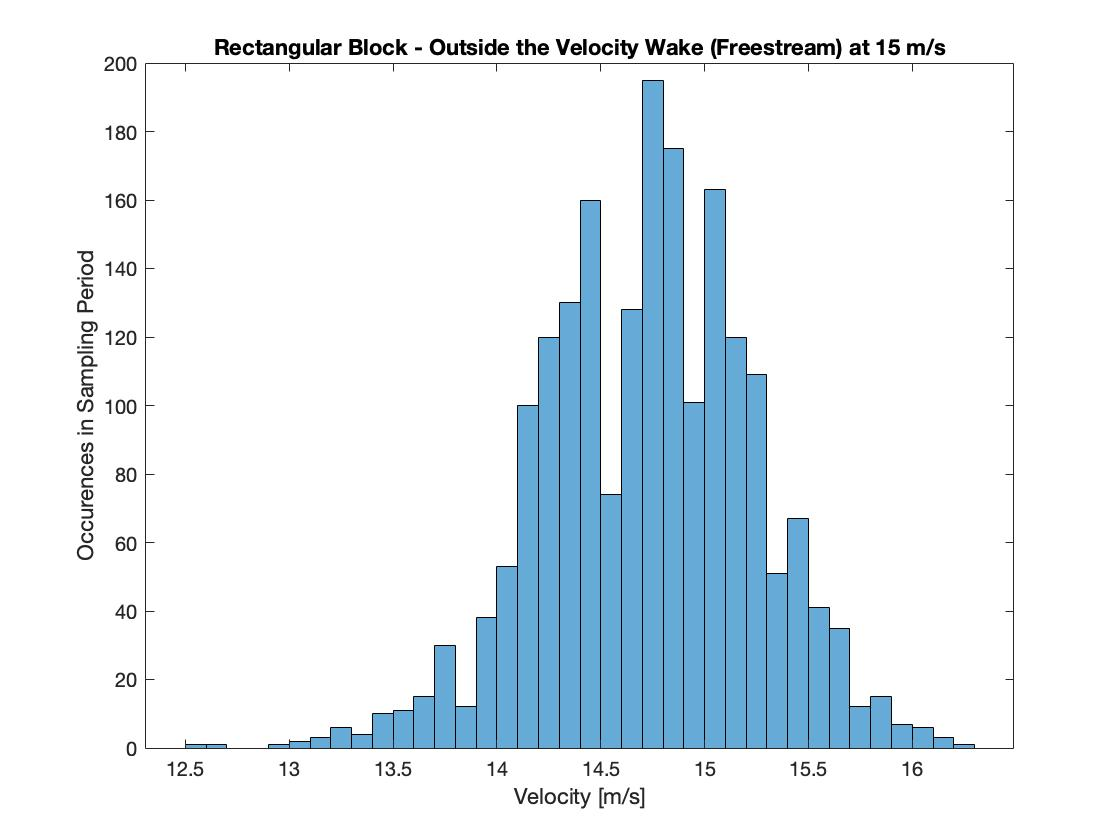 Rectangular Block - Outside the Velocity Wake (Freestream) at 15 m/s
200
180
160
140
120
100
80
60
40
20
0
Occurences in Sampling Period
12.5 13 13.5 14 14.5 15 15.5 16
Velocity [m/s]